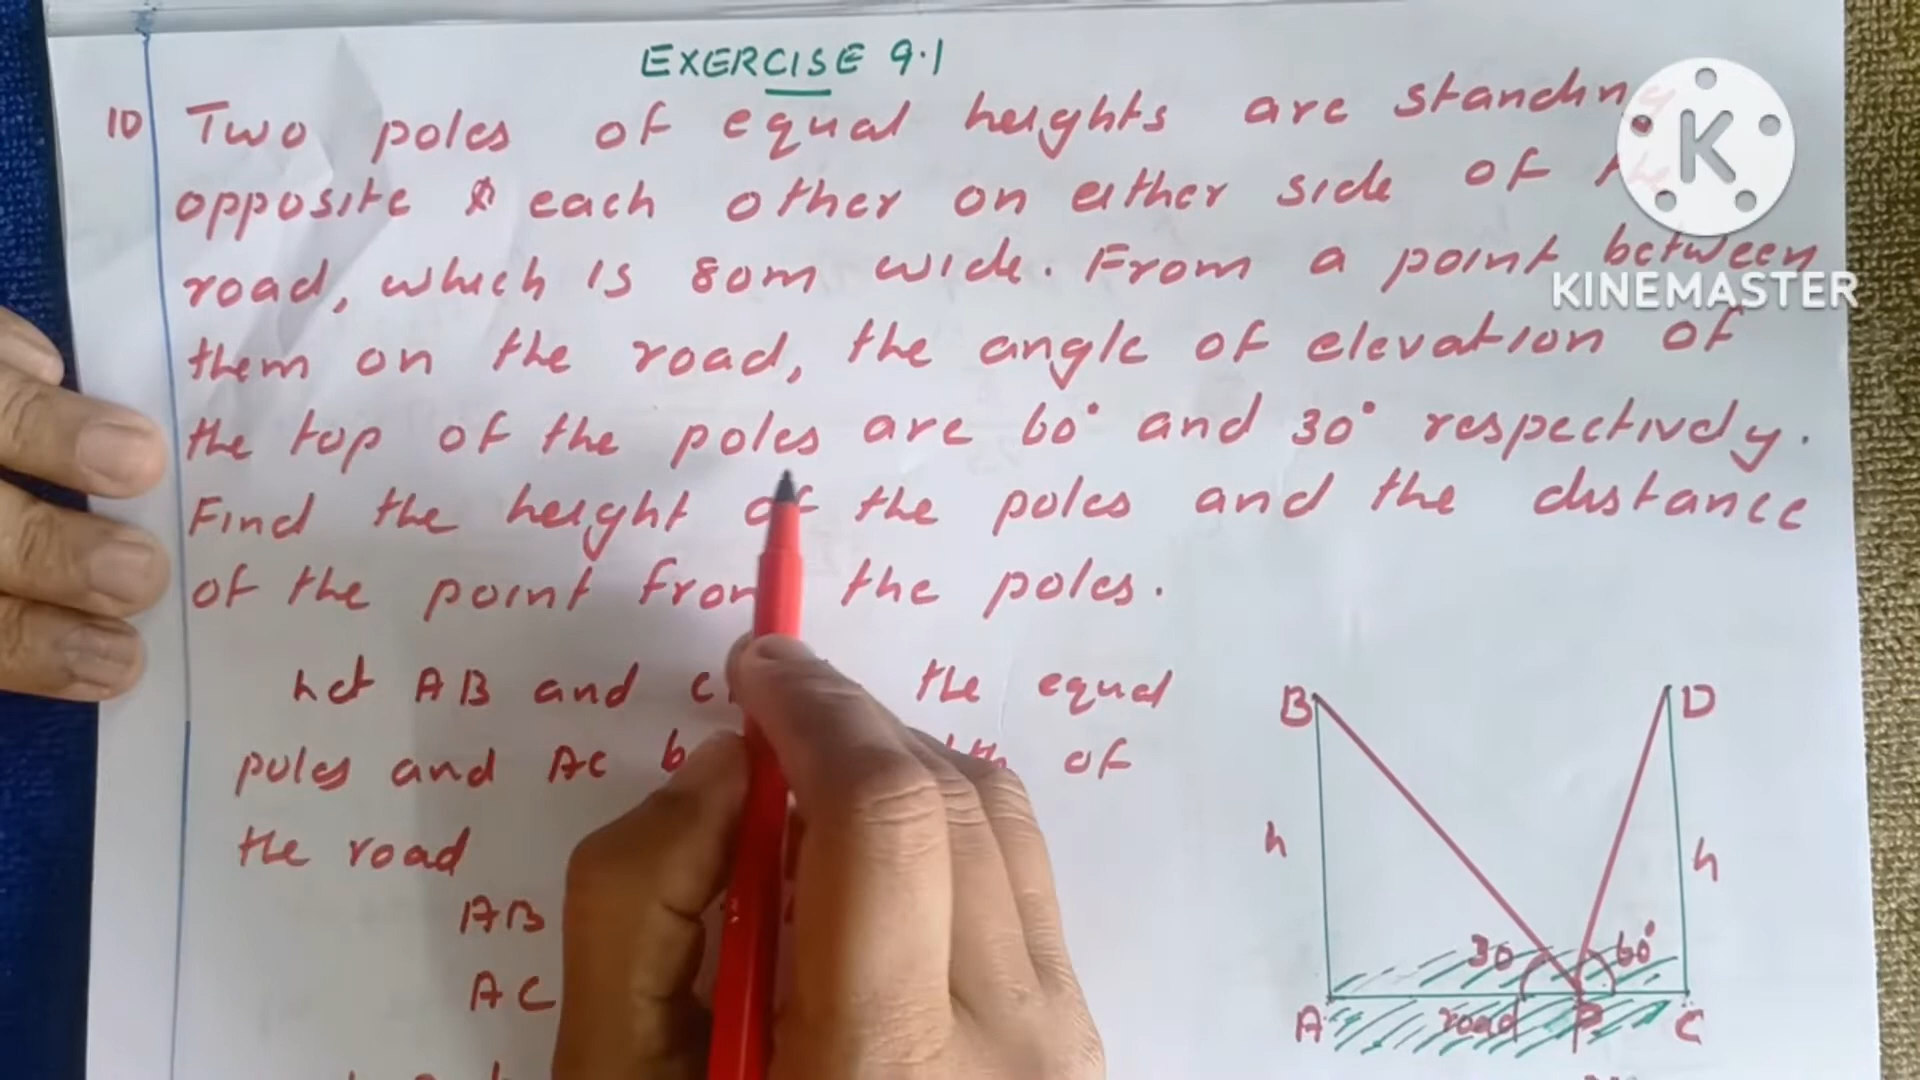 EXERCISE 9.1
10 Two poles of equal heights are standing
opposite each other on either side of the
road, which is 80m wide. From a point between
them on the road, the angle of elevation of
the top of the poles are 60° and 30° respectively.
Find the height of the poles and the distance
of the point from the poles.
Let AB and the equal
poles and AC of
the road
AB
AC
B D
h h
30 60°
A road P C
K
KINEMASTER